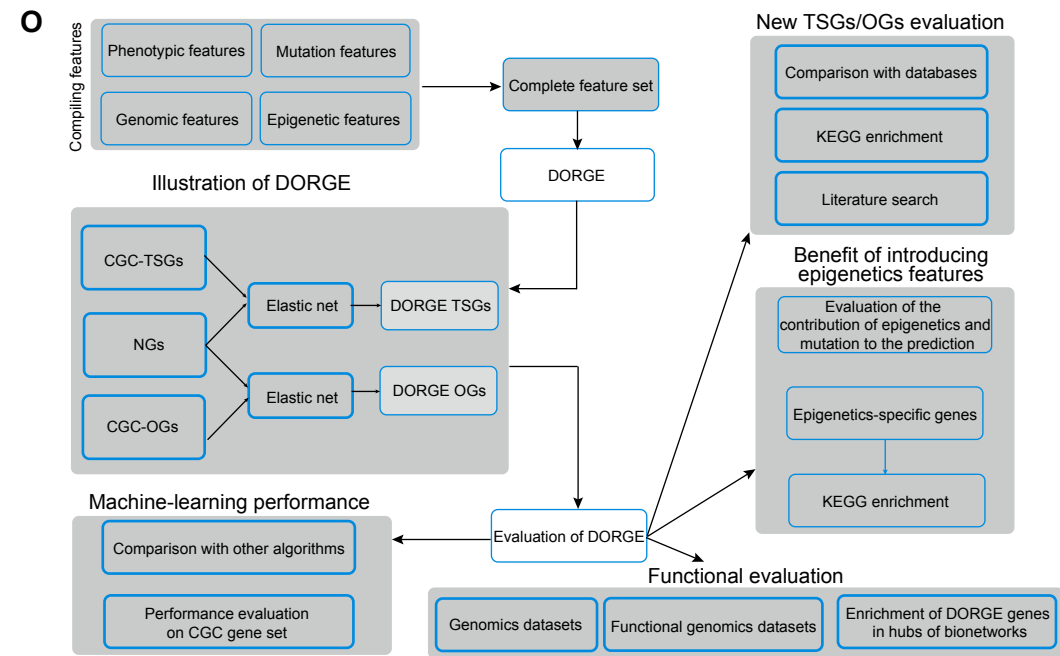 O
Compiling features
Phenotypic features
Mutation features
Genomic features
Epigenetic features
Complete feature set
DORGE
Illustration of DORGE
CGC-TSGs
NGs
CGC-OGs
Elastic net
DORGE TSGs
Elastic net
DORGE OGs
Machine-learning performance
Comparison with other algorithms
Performance evaluation
on CGC gene set
Evaluation of DORGE
New TSGs/OGs evaluation
Comparison with databases
KEGG enrichment
Literature search
Benefit of introducing
epigenetics features
Evaluation of the
contribution of epigenetics and
mutation to the prediction
Epigenetics-specific genes
KEGG enrichment
Functional evaluation
Genomics datasets
Functional genomics datasets
Enrichment of DORGE genes
in hubs of bionetworks